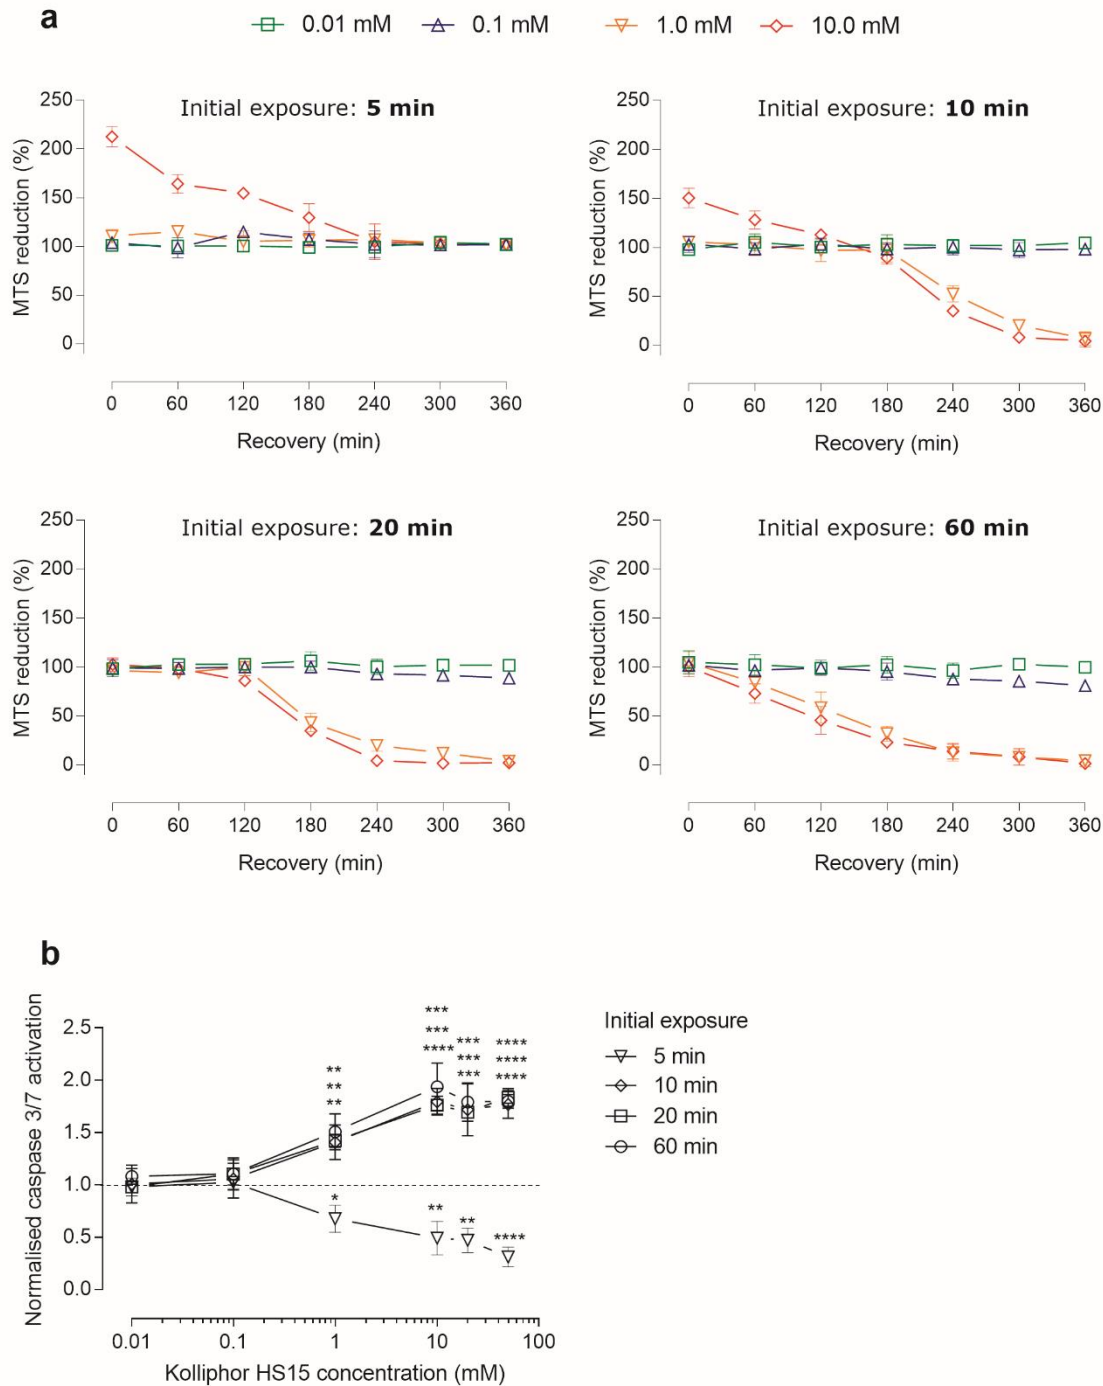 a
0.01 mM 0.1 mM 1.0 mM 10.0 mM
Initial exposure: 5 min
MTS reduction (%)
250
200
150
100
50
0
0 60 120 180 240 300 360
Recovery (min)
Initial exposure: 10 min
MTS reduction (%)
250
200
150
100
50
0
0 60 120 180 240 300 360
Recovery (min)
Initial exposure: 20 min
MTS reduction (%)
250
200
150
100
50
0
0 60 120 180 240 300 360
Recovery (min)
Initial exposure: 60 min
MTS reduction (%)
250
200
150
100
50
0
0 60 120 180 240 300 360
Recovery (min)
b
Normalised caspase 3/7 activation
2.5
2.0
1.5
1.0
0.5
0.0
**
**
**
***
***
****
***
***
***
****
****
****
*
**
**
****
0.01 0.1 1 10 100
Kolliphor HS15 concentration (mM)
Initial exposure
5 min
10 min
20 min
60 min